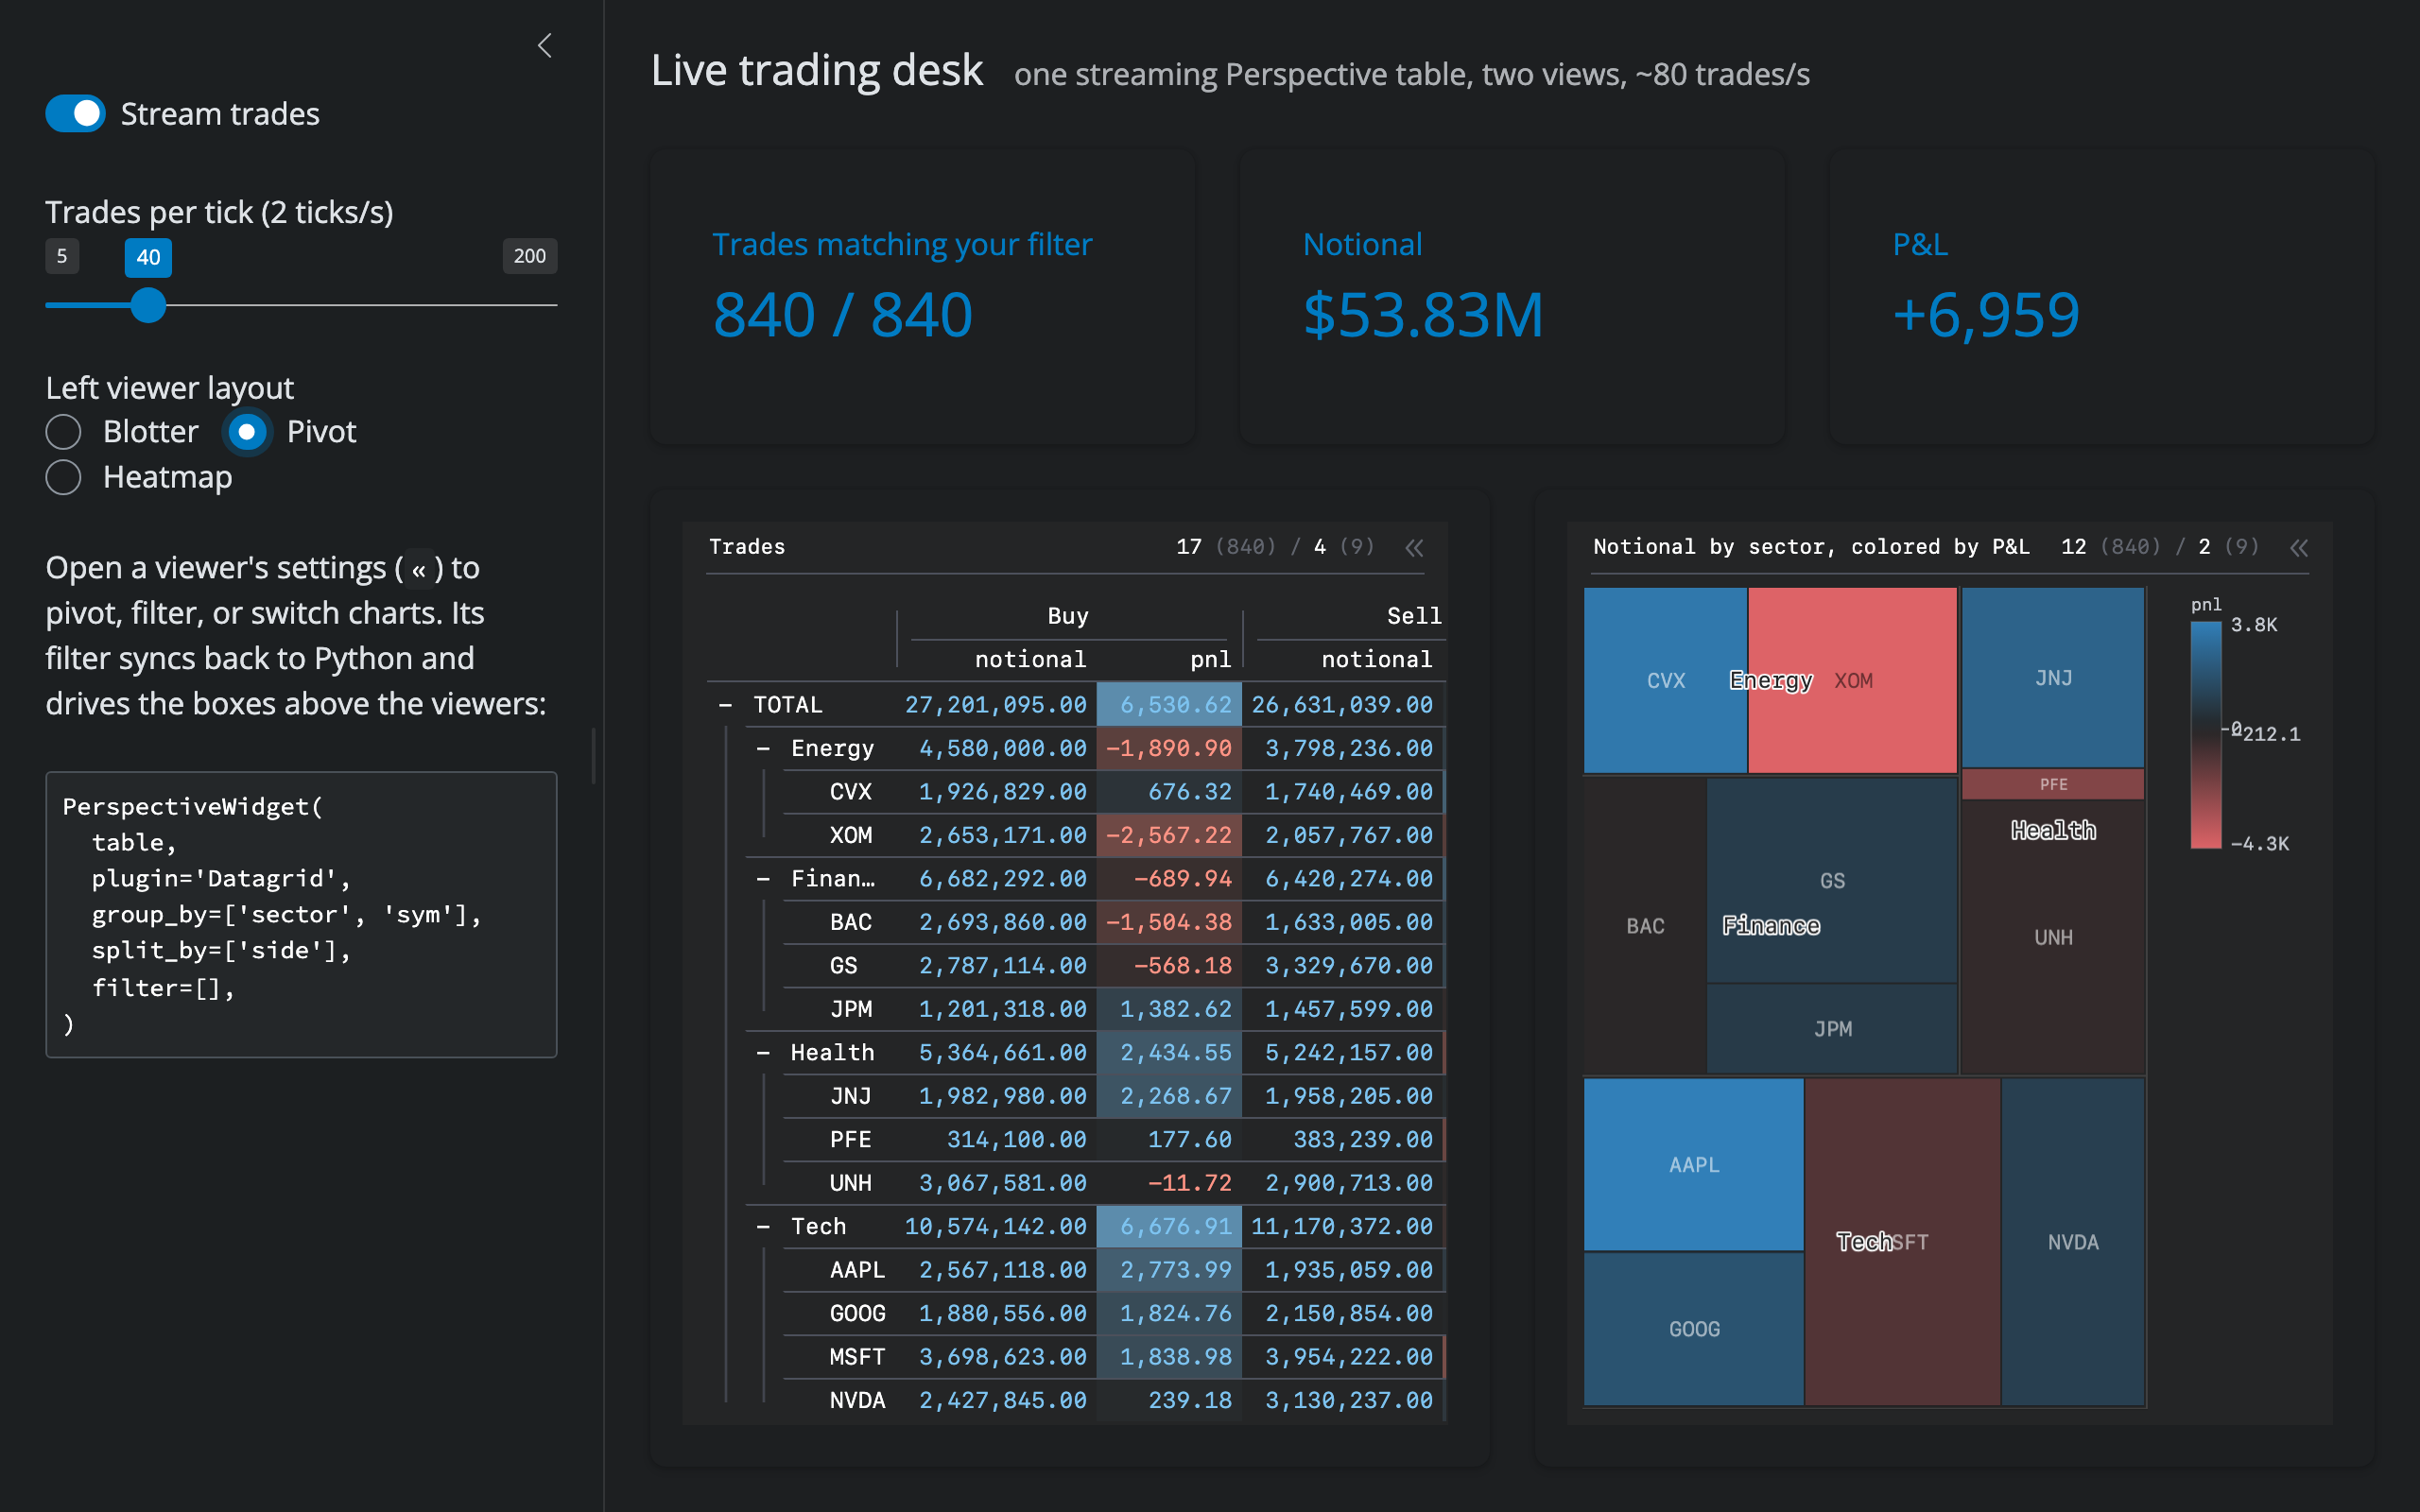 Stream trades
Trades per tick (2 ticks/s)
5 40 200
Left viewer layout
Blotter Pivot
Heatmap
Open a viewer's settings ( « ) to
pivot, filter, or switch charts. Its
filter syncs back to Python and
drives the boxes above the viewers:
PerspectiveWidget(
  table,
  plugin='Datagrid',
  group_by=['sector', 'sym'],
  split_by=['side'],
  filter=[],
)
Live trading desk one streaming Perspective table, two views, ~80 trades/s
Trades matching your filter
840 / 840
Notional
$53.83M
P&L
+6,959
Trades 17 (840) / 4 (9) «
Buy Sell
notional pnl notional
− TOTAL 27,201,095.00 6,530.62 26,631,039.00
− Energy 4,580,000.00 −1,890.90 3,798,236.00
CVX 1,926,829.00 676.32 1,740,469.00
XOM 2,653,171.00 −2,567.22 2,057,767.00
− Finan… 6,682,292.00 −689.94 6,420,274.00
BAC 2,693,860.00 −1,504.38 1,633,005.00
GS 2,787,114.00 −568.18 3,329,670.00
JPM 1,201,318.00 1,382.62 1,457,599.00
− Health 5,364,661.00 2,434.55 5,242,157.00
JNJ 1,982,980.00 2,268.67 1,958,205.00
PFE 314,100.00 177.60 383,239.00
UNH 3,067,581.00 −11.72 2,900,713.00
− Tech 10,574,142.00 6,676.91 11,170,372.00
AAPL 2,567,118.00 2,773.99 1,935,059.00
GOOG 1,880,556.00 1,824.76 2,150,854.00
MSFT 3,698,623.00 1,838.98 3,954,222.00
NVDA 2,427,845.00 239.18 3,130,237.00
Notional by sector, colored by P&L 12 (840) / 2 (9) «
CVX Energy XOM
JNJ
PFE
Health
GS
BAC
Finance
UNH
JPM
AAPL
Tech
NVDA
GOOG
pnl
3.8K
−4.3K